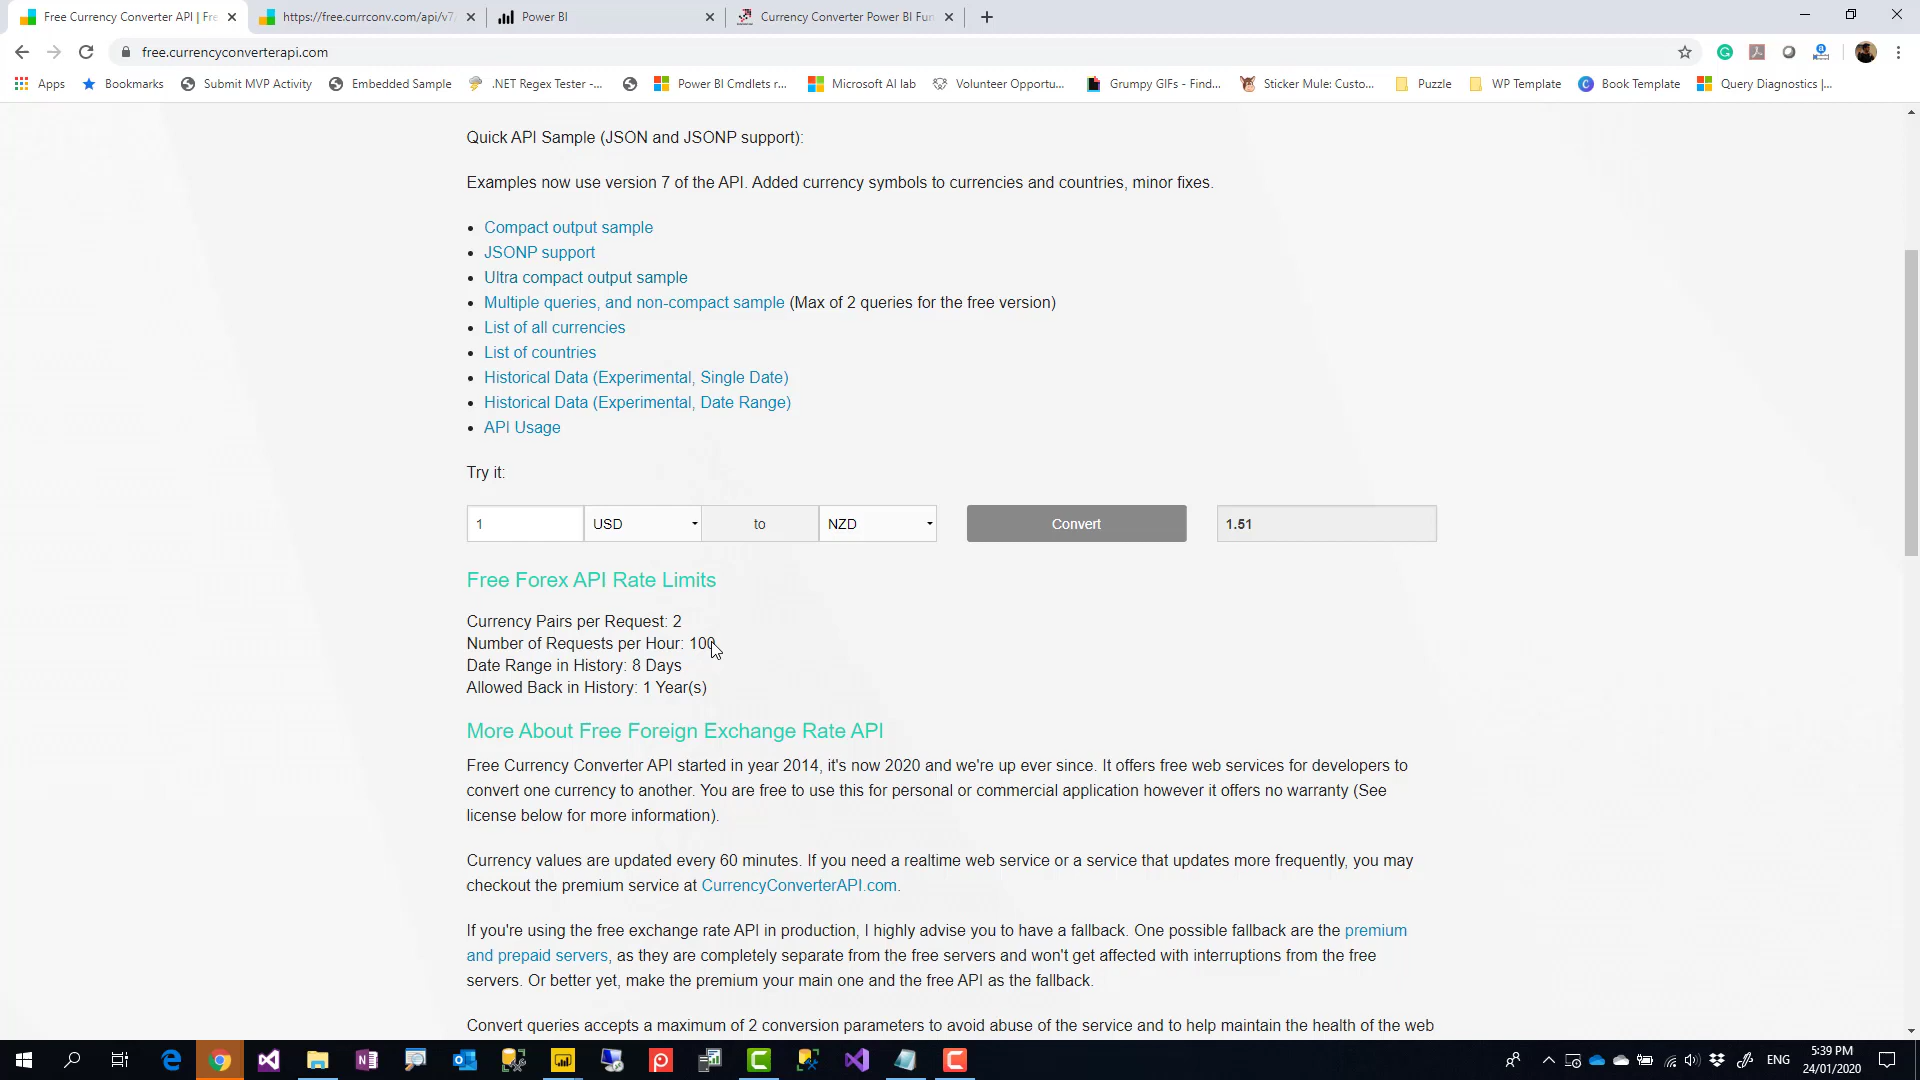 Free Currency Converter API | Fre
https://free.currconv.com/api/v7/
Power BI
Currency Converter Power BI Fun
free.currencyconverterapi.com
Apps
Bookmarks
Submit MVP Activity
Embedded Sample
.NET Regex Tester -...
Power BI Cmdlets r...
Microsoft AI lab
Volunteer Opportu...
Grumpy GIFs - Find...
Sticker Mule: Custo...
Puzzle
WP Template
Book Template
Query Diagnostics |...
Quick API Sample (JSON and JSONP support):
Examples now use version 7 of the API. Added currency symbols to currencies and countries, minor fixes.
Compact output sample
JSONP support
Ultra compact output sample
Multiple queries, and non-compact sample (Max of 2 queries for the free version)
List of all currencies
List of countries
Historical Data (Experimental, Single Date)
Historical Data (Experimental, Date Range)
API Usage
Try it:
1
USD
to
NZD
Convert
1.51
Free Forex API Rate Limits
Currency Pairs per Request: 2
Number of Requests per Hour: 100
Date Range in History: 8 Days
Allowed Back in History: 1 Year(s)
More About Free Foreign Exchange Rate API
Free Currency Converter API started in year 2014, it's now 2020 and we're up ever since. It offers free web services for developers to
convert one currency to another. You are free to use this for personal or commercial application however it offers no warranty (See
license below for more information).
Currency values are updated every 60 minutes. If you need a realtime web service or a service that updates more frequently, you may
checkout the premium service at CurrencyConverterAPI.com.
If you're using the free exchange rate API in production, I highly advise you to have a fallback. One possible fallback are the premium
and prepaid servers, as they are completely separate from the free servers and won't get affected with interruptions from the free
servers. Or better yet, make the premium your main one and the free API as the fallback.
Convert queries accepts a maximum of 2 conversion parameters to avoid abuse of the service and to help maintain the health of the web
ENG
5:39 PM
24/01/2020